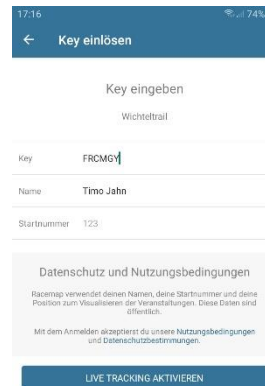 17:16
74%
Key einlösen
Key eingeben
Wichteltrail
Key FRCMGY
Name Timo Jahn
Startnummer 123
Datenschutz und Nutzungsbedingungen
Racemap verwendet deinen Namen, deine Startnummer und deine
Position zum Visualisieren der Veranstaltungen. Diese Daten sind
öffentlich.
Mit dem Anmelden akzeptierst du unsere Nutzungsbedingungen
und Datenschutzbestimmungen.
LIVE TRACKING AKTIVIEREN